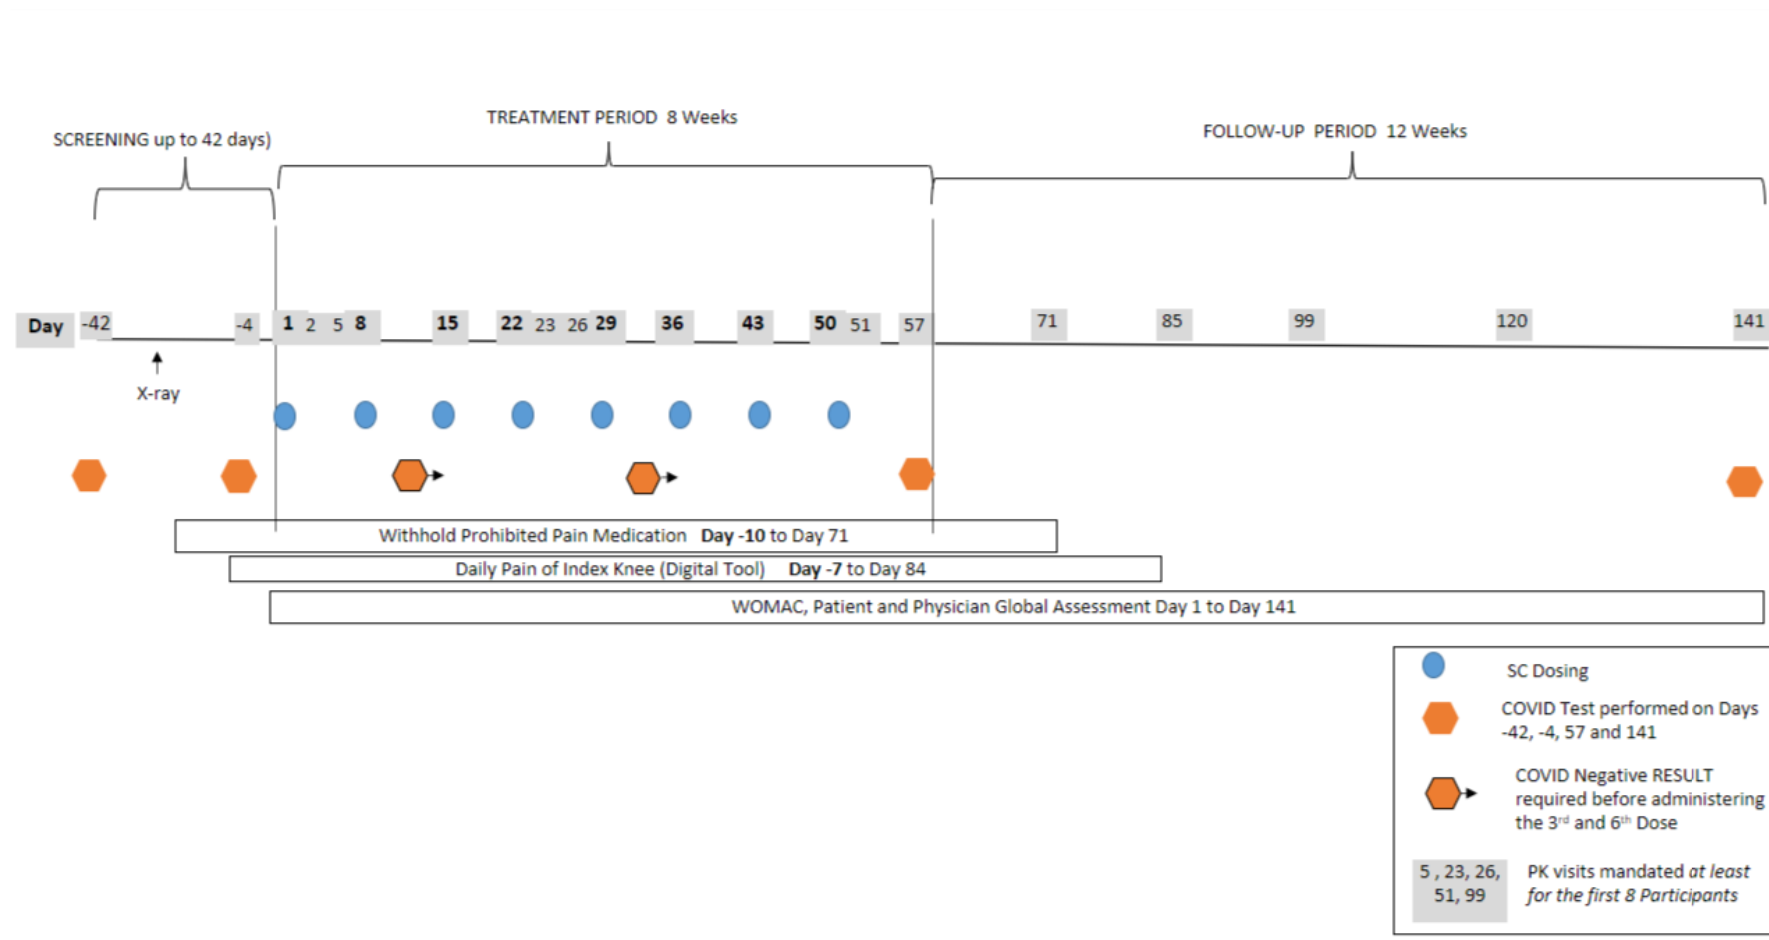 TREATMENT PERIOD 8 Weeks
SCREENING up to 42 days)
FOLLOW-UP PERIOD 12 Weeks
Day -42 -4 1 2 5 8 15 22 23 26 29 36 43 50 51 57 71 85 99 120 141
X-ray
Withhold Prohibited Pain Medication Day -10 to Day 71
Daily Pain of Index Knee (Digital Tool) Day -7 to Day 84
WOMAC, Patient and Physician Global Assessment Day 1 to Day 141
SC Dosing
COVID Test performed on Days
-42, -4, 57 and 141
COVID Negative RESULT
required before administering
the 3rd and 6th Dose
5 , 23, 26,
51, 99
PK visits mandated at least
for the first 8 Participants